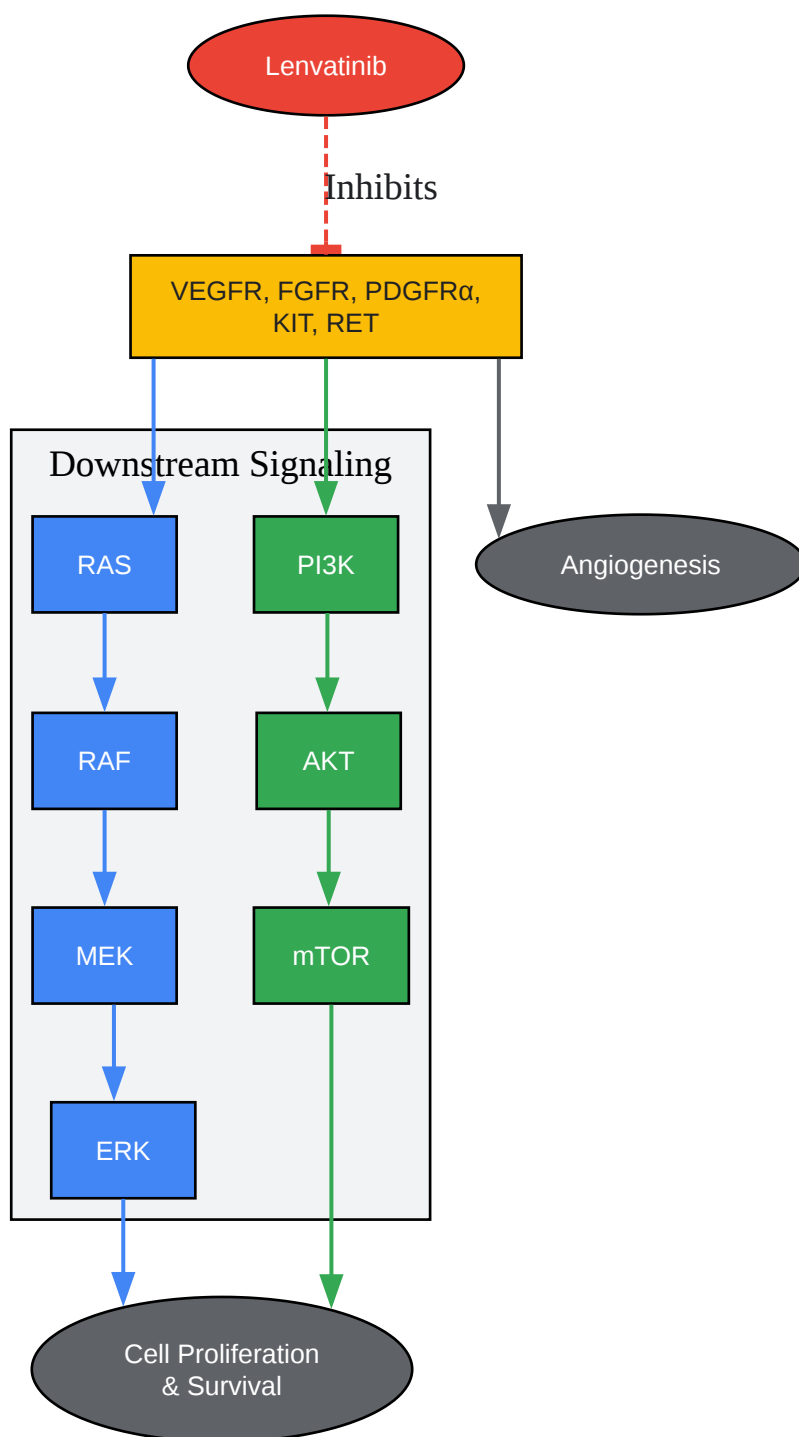 Lenvatinib
Inhibits
VEGFR, FGFR, PDGFRα,
KIT, RET
Downstream Signaling
RAS
PI3K
Angiogenesis
RAF
AKT
MEK
mTOR
ERK
Cell Proliferation
& Survival